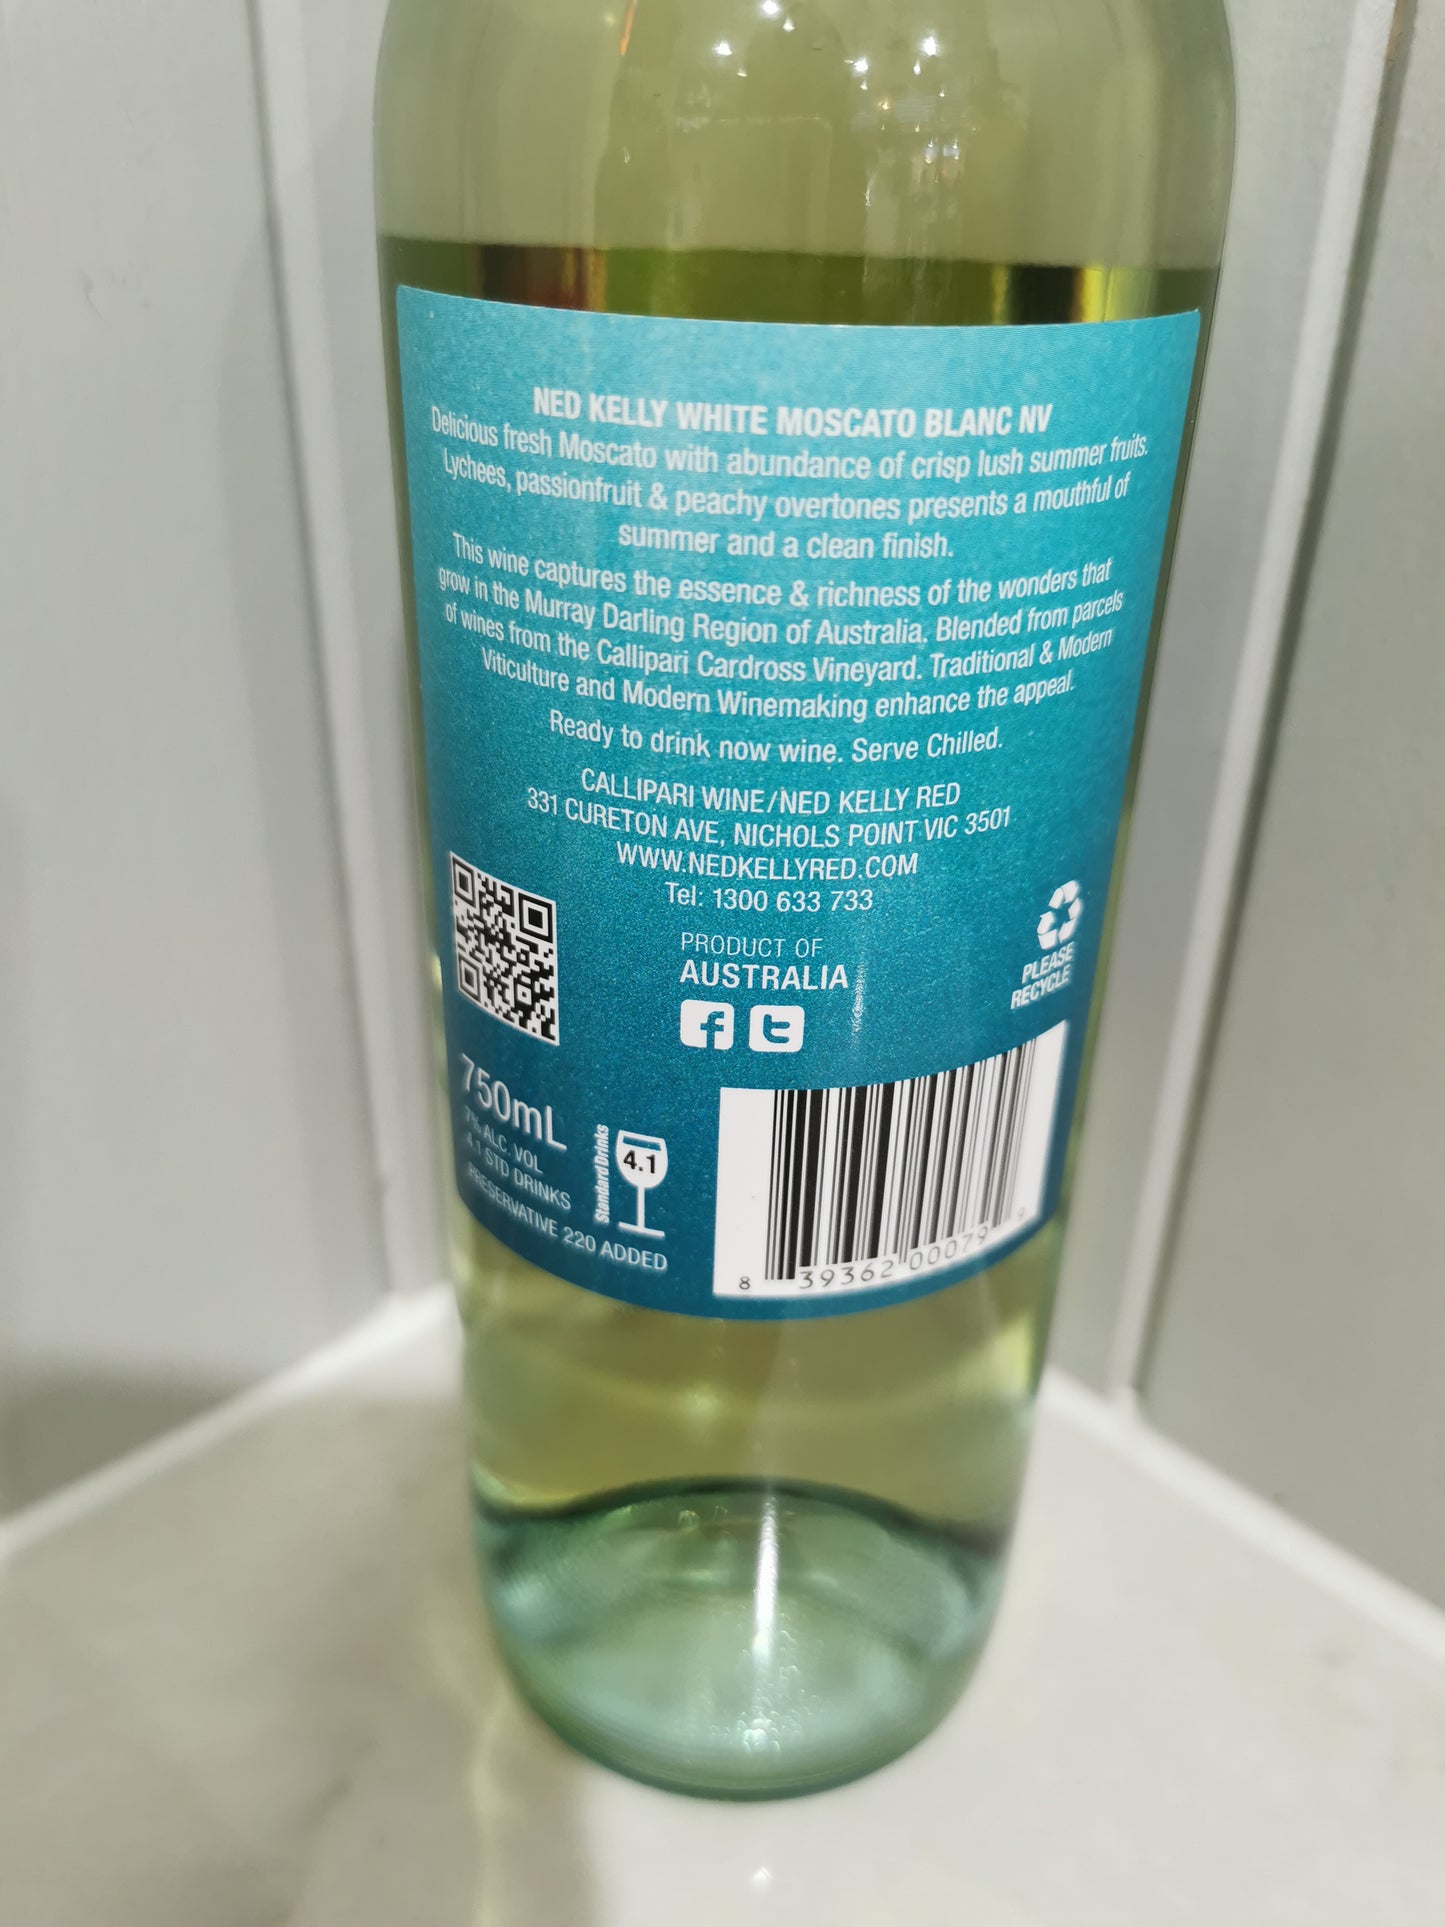 NED KELLY WHITE MOSCATO BLANC NV
Delicious fresh Moscato with abundance of crisp lush summer fruits.
Lychees, passionfruit & peachy overtones presents a mouthful of
summer and a clean finish.
This wine captures the essence & richness of the wonders that
grow in the Murray Darling Region of Australia. Blended from parcels
of wines from the Callipari Cardross Vineyard. Traditional & Modern
Viticulture and Modern Winemaking enhance the appeal.
Ready to drink now wine. Serve Chilled.
CALLIPARI WINE/NED KELLY RED
331 CURETON AVE, NICHOLS POINT VIC 3501
WWW.NEDKELLYRED.COM
Tel: 1300 633 733
PRODUCT OF
AUSTRALIA
PLEASE
RECYCLE
750mL
7% ALC. VOL
4.1 STD DRINKS
PRESERVATIVE 220 ADDED
Standard Drinks
4.1
8 39362 00079 9